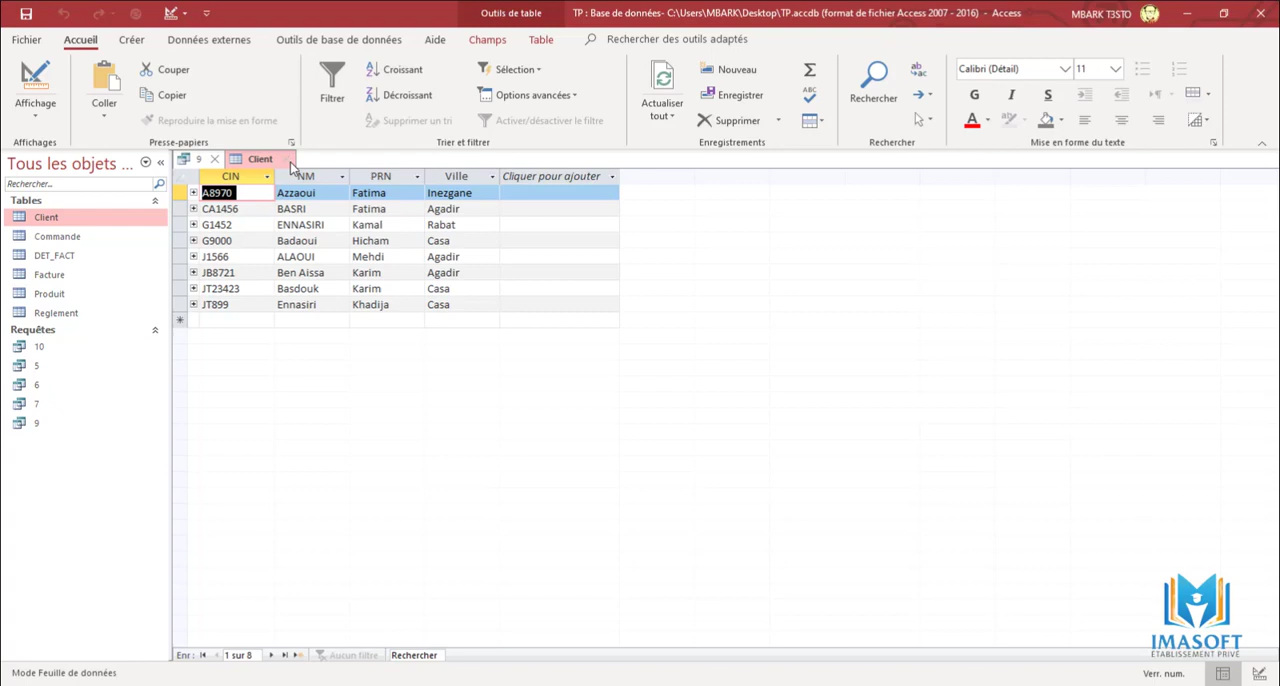 Outils de table
TP : Base de données- C:\Users\MBARK\Desktop\TP.accdb (format de fichier Access 2007 - 2016) - Access
MBARK T3STO
Fichier Accueil Créer Données externes Outils de base de données Aide Champs Table Rechercher des outils adaptés
Affichage
Affichages
Coller
Couper
Copier
Reproduire la mise en forme
Presse-papiers
Filtrer
Croissant
Décroissant
Supprimer un tri
Sélection
Options avancées
Activer/désactiver le filtre
Trier et filtrer
Actualiser
tout
Nouveau
Enregistrer
Supprimer
Enregistrements
Rechercher
Rechercher
Calibri (Détail) 11
G I S
Mise en forme du texte
Tous les objets ...
Rechercher...
Tables
Client
Commande
DET_FACT
Facture
Produit
Reglement
Requêtes
10
5
6
7
9
9 Client
CIN NM PRN Ville Cliquer pour ajouter
A8970 Azzaoui Fatima Inezgane
CA1456 BASRI Fatima Agadir
G1452 ENNASIRI Kamal Rabat
G9000 Badaoui Hicham Casa
J1566 ALAOUI Mehdi Agadir
JB8721 Ben Aissa Karim Agadir
JT23423 Basdouk Karim Casa
JT899 Ennasiri Khadija Casa
Enr : 1 sur 8 Aucun filtre Rechercher
IMASOFT
ÉTABLISSEMENT PRIVÉ
Mode Feuille de données
Verr. num.